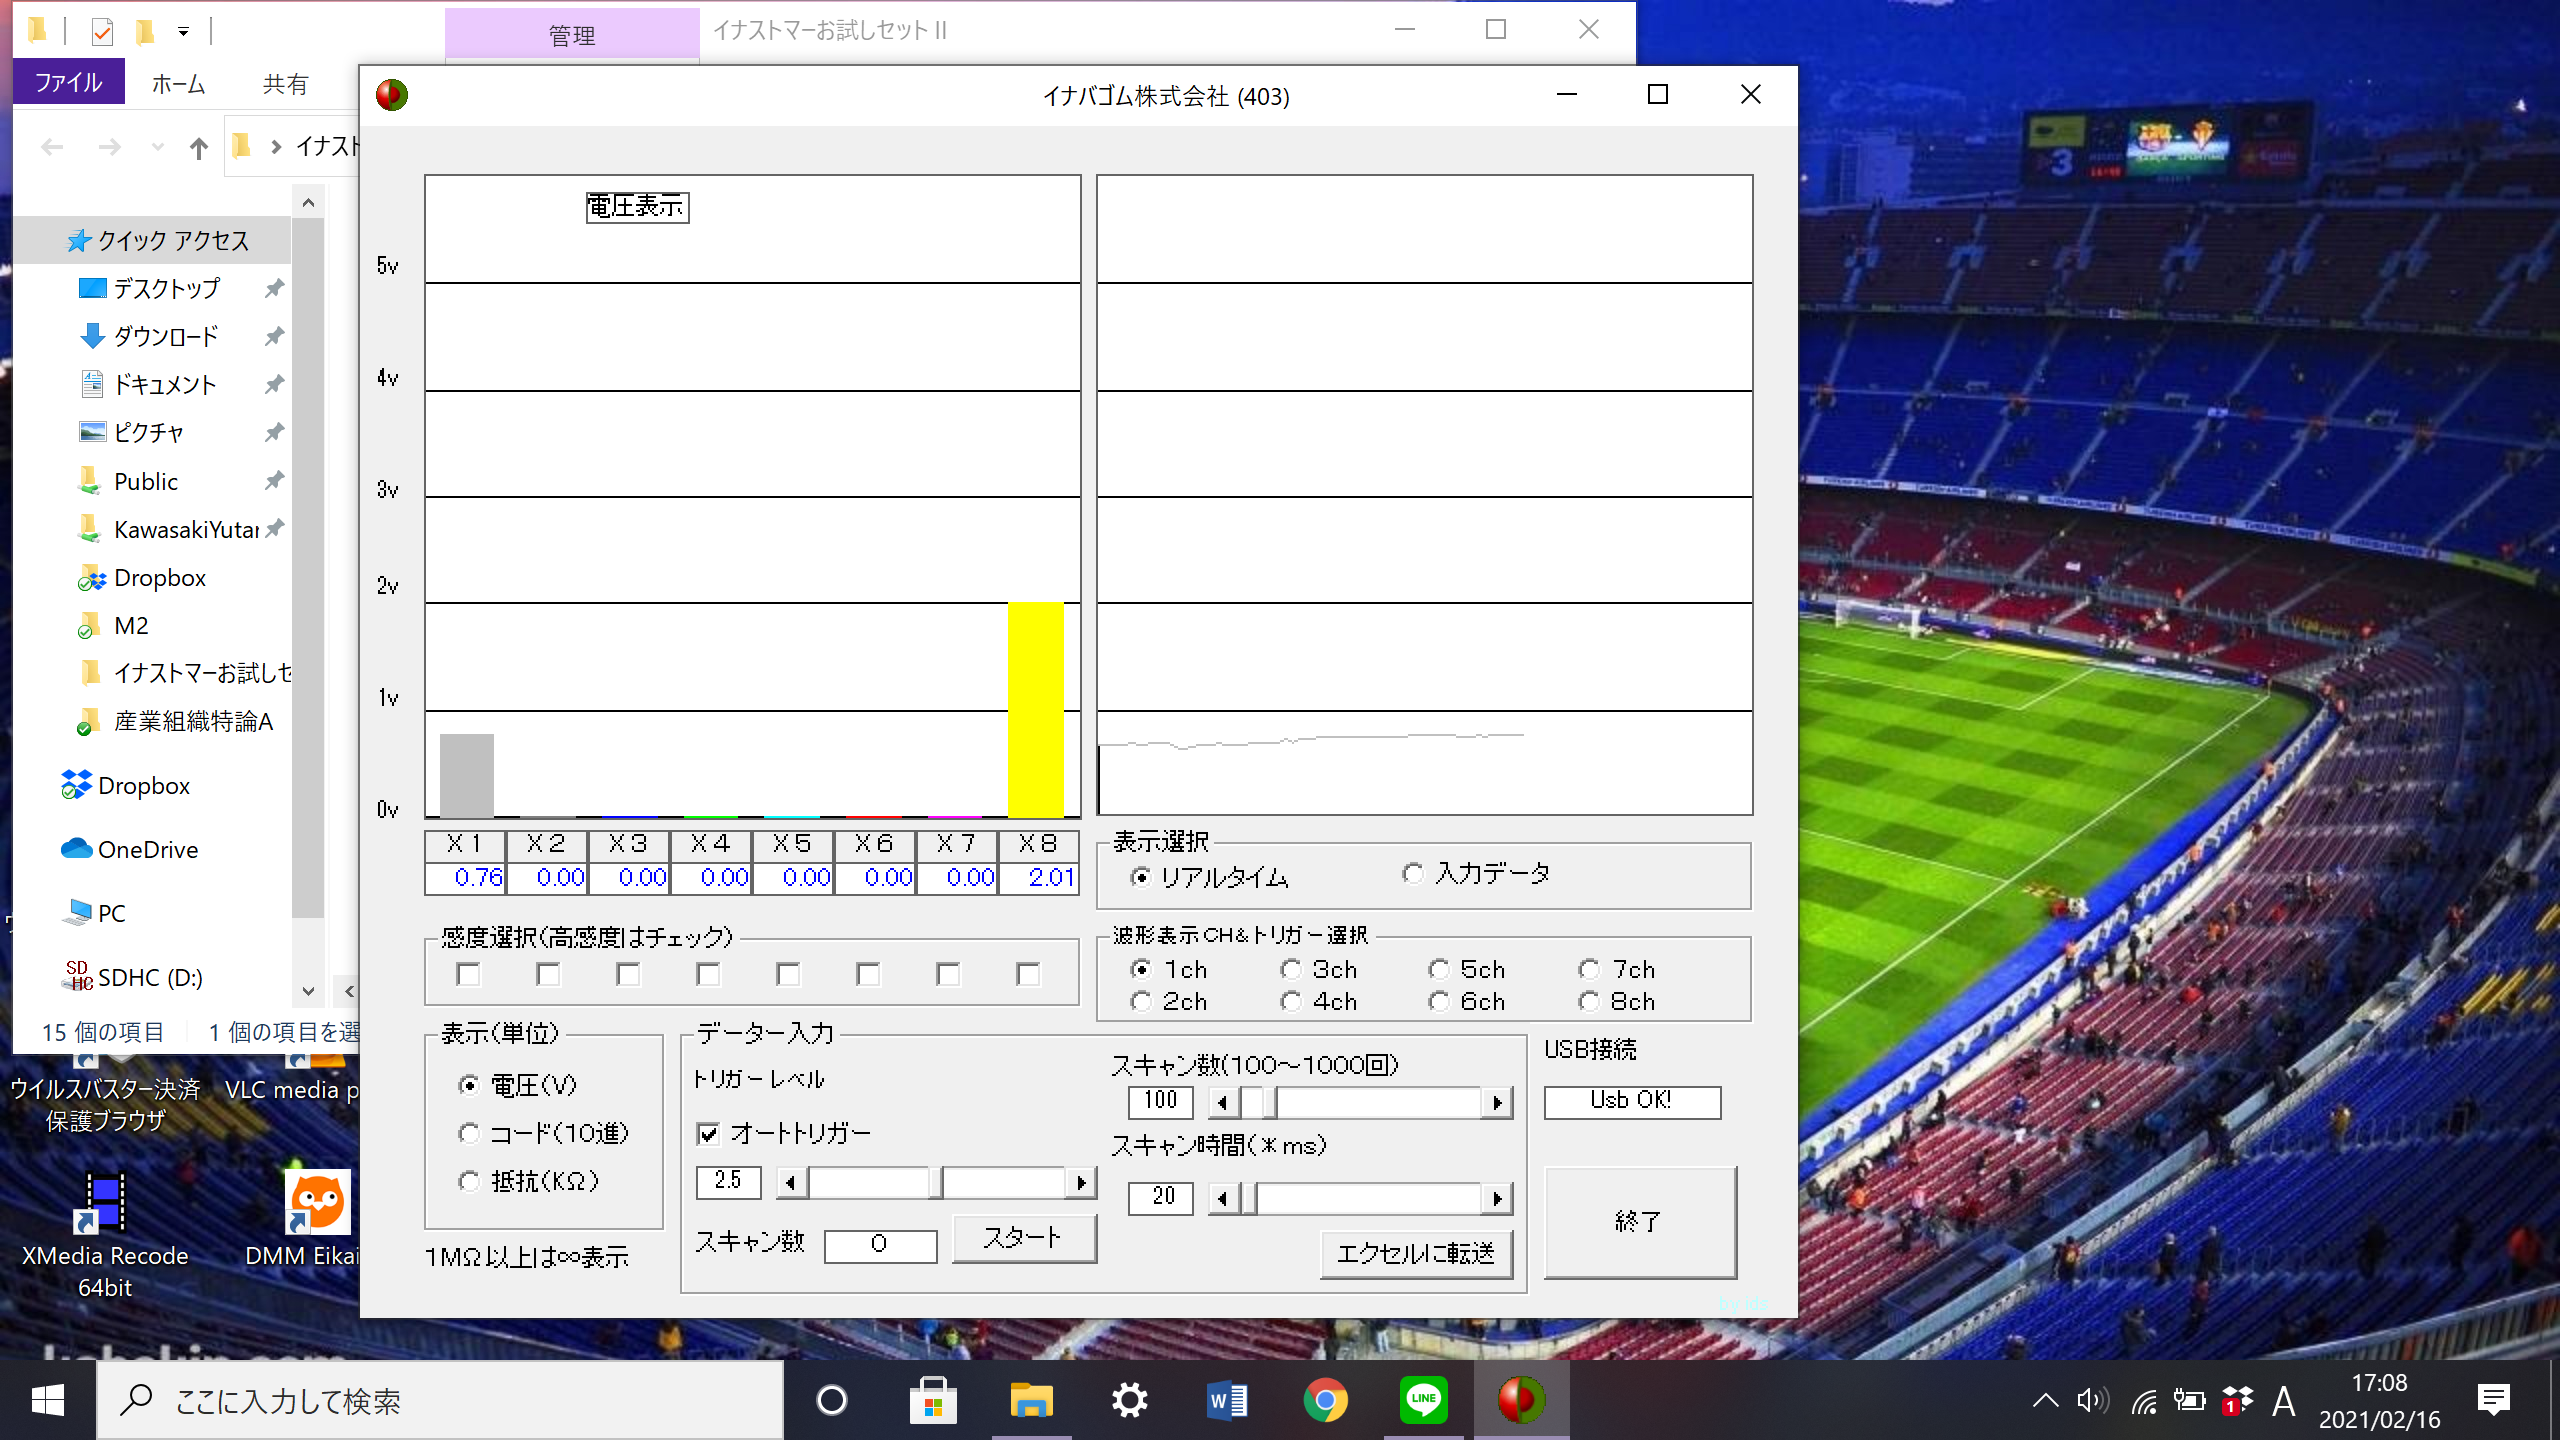 管理
イナストマーお試しセット II
ファイル
ホーム
共有
イナスト
クイック アクセス
デスクトップ
ダウンロード
ドキュメント
ピクチャ
Public
KawasakiYutar
Dropbox
M2
イナストマーお試しセ
産業組織特論A
Dropbox
OneDrive
PC
SDHC (D:)
15 個の項目
1 個の項目を選
イナバゴム株式会社 (403)
電圧表示
5v
4v
3v
2v
1v
0v
X1 X2 X3 X4 X5 X6 X7 X8
0.76 0.00 0.00 0.00 0.00 0.00 0.00 2.01
表示選択
リアルタイム
入力データ
感度選択(高感度はチェック)
波形表示CH&トリガー選択
1ch 3ch 5ch 7ch
2ch 4ch 6ch 8ch
表示(単位)
電圧(V)
コード(10進)
抵抗(KΩ)
1MΩ以上は∞表示
データー入力
トリガーレベル
オートトリガー
2.5
スキャン数
0
スタート
スキャン数(100～1000回)
100
スキャン時間(＊ms)
20
エクセルに転送
USB接続
Usb OK!
終了
by ids
ウイルスバスター決済
保護ブラウザ
VLC media p
XMedia Recode
64bit
DMM Eikai
ここに入力して検索
LINE
1
A
17:08
2021/02/16